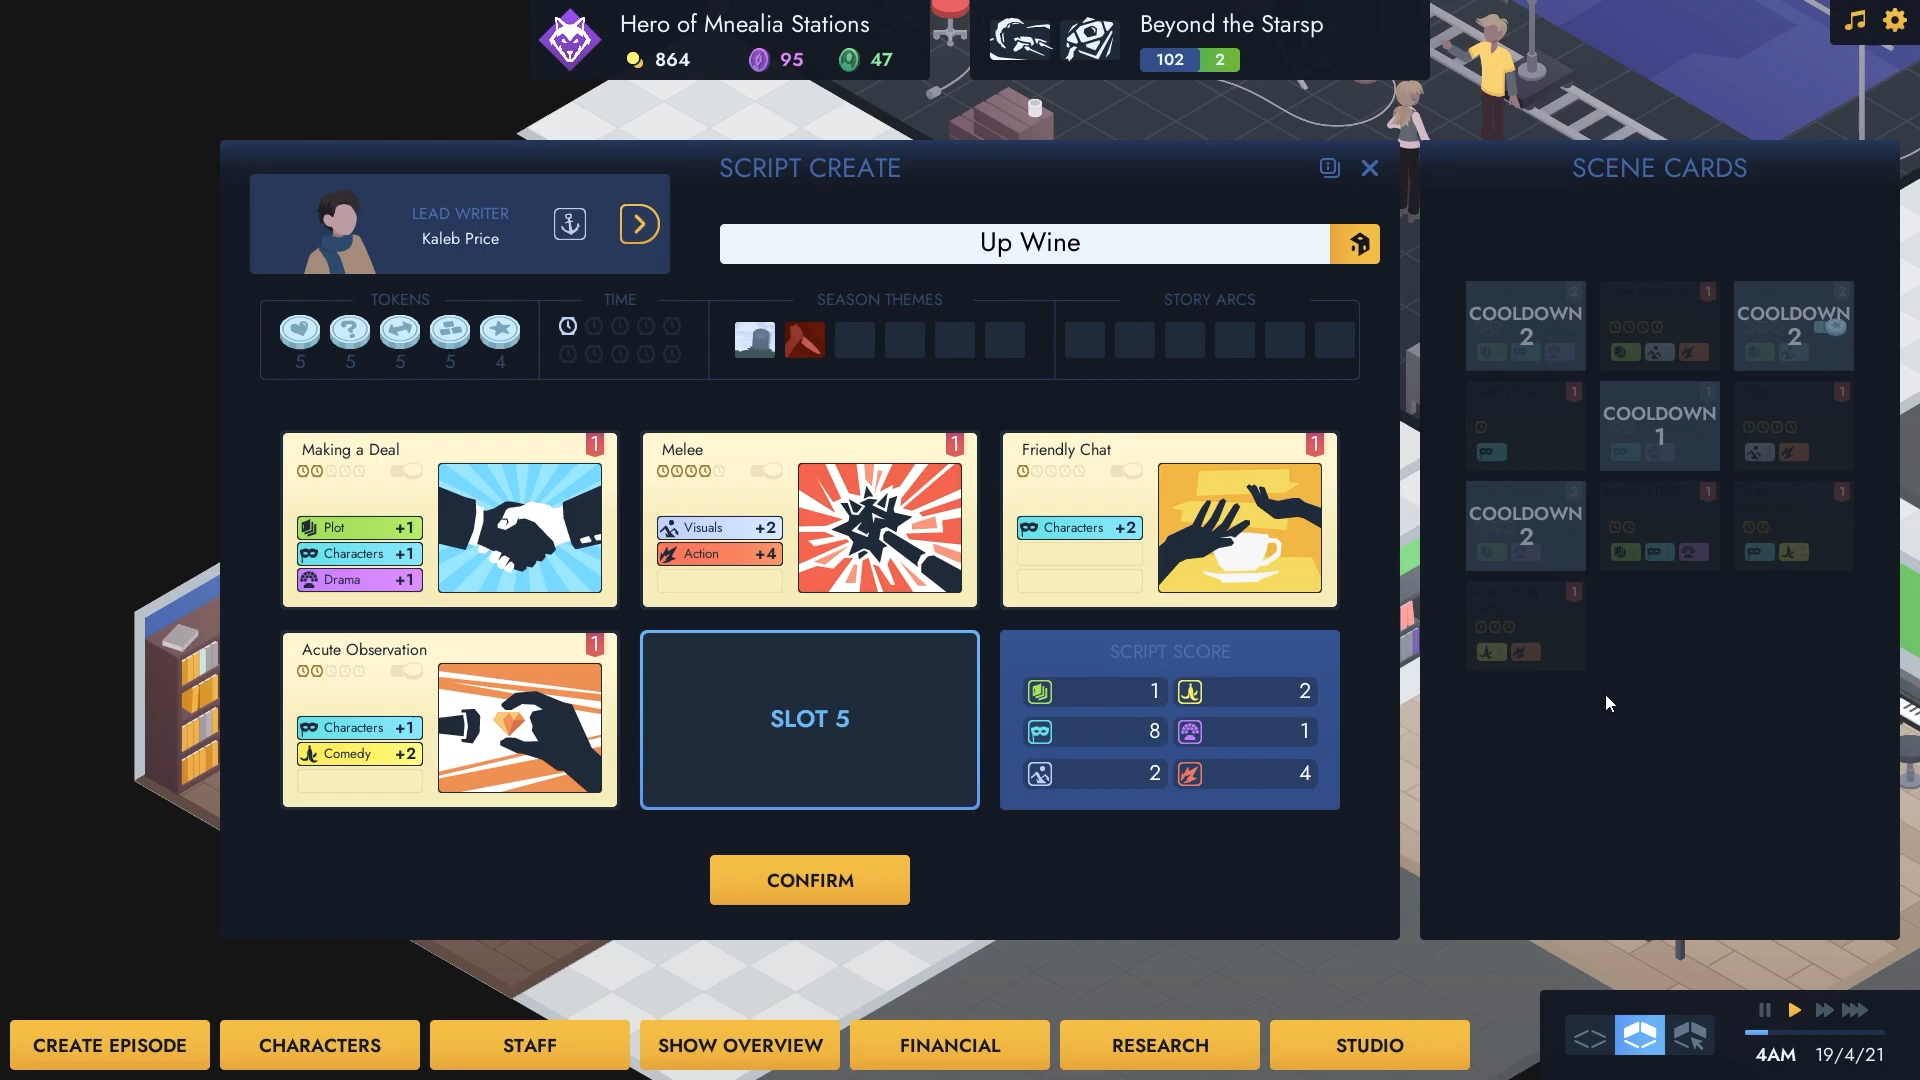 Hero of Mnealia Stations
864
95
47
Beyond the Starsp
102
2
SCRIPT CREATE
LEAD WRITER
Kaleb Price
Up Wine
TOKENS
5
5
5
5
4
TIME
SEASON THEMES
STORY ARCS
Making a Deal
1
Plot +1
Characters +1
Drama +1
Melee
1
Visuals +2
Action +4
Friendly Chat
1
Characters +2
Acute Observation
1
Characters +1
Comedy +2
SLOT 5
SCRIPT SCORE
1
2
8
1
2
4
CONFIRM
SCENE CARDS
2
COOLDOWN
2
1
2
COOLDOWN
2
1
1
COOLDOWN
1
1
2
COOLDOWN
2
1
1
1
CREATE EPISODE
CHARACTERS
STAFF
SHOW OVERVIEW
FINANCIAL
RESEARCH
STUDIO
4AM 19/4/21